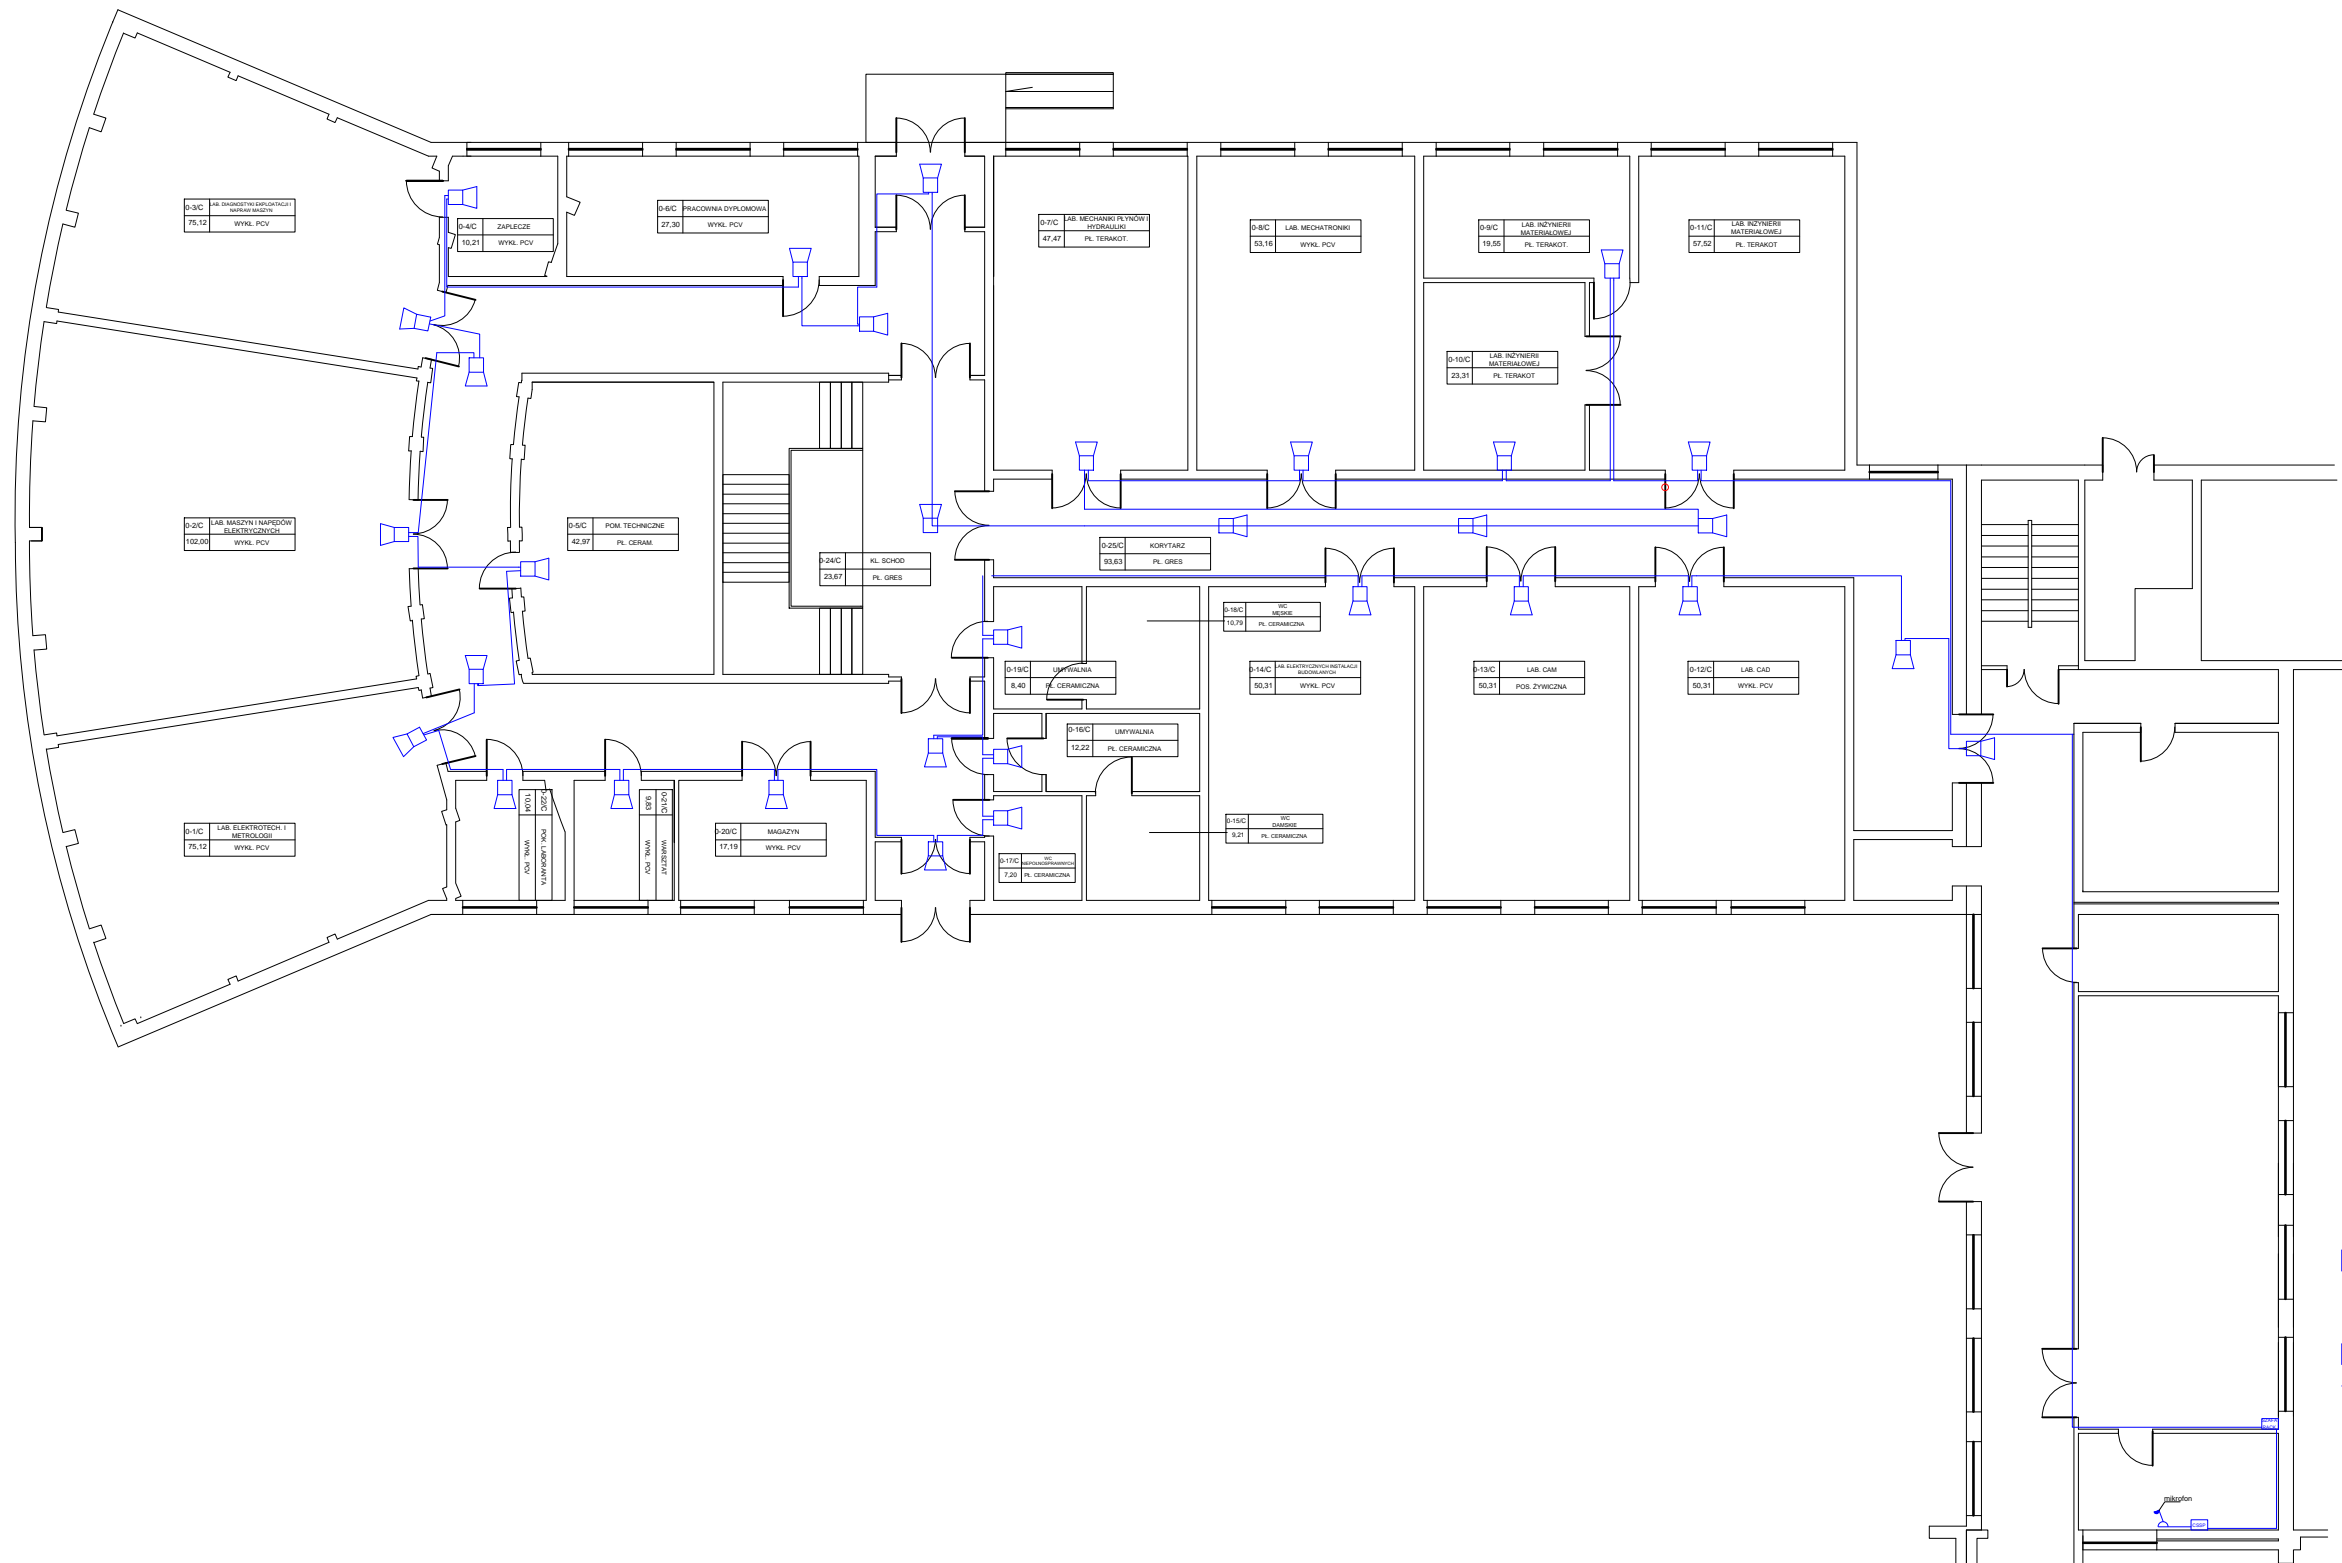 0-3/C LAB. DIAGNOSTYKI EKPLOATACJI I
NAPRAW MASZYN
75,12 WYKŁ. PCV
0-4/C ZAPLECZE
10,21 WYKŁ. PCV
0-6/C PRACOWNIA DYPLOMOWA
27,30 WYKŁ. PCV
0-7/C LAB. MECHANIKI PŁYNÓW I
HYDRAULIKI
47,47 PŁ. TERAKOT.
0-8/C LAB. MECHATRONIKI
53,16 WYKŁ. PCV
0-9/C LAB. INŻYNIERII
MATERIAŁOWEJ
19,55 PŁ. TERAKOT.
0-11/C LAB. INŻYNIERII
MATERIAŁOWEJ
57,52 PŁ. TERAKOT
0-10/C LAB. INŻYNIERII
MATERIAŁOWEJ
23,31 PŁ. TERAKOT
0-2/C LAB. MASZYN I NAPĘDÓW
ELEKTRYCZNYCH
102,00 WYKŁ. PCV
0-5/C POM. TECHNICZNE
42,97 PŁ. CERAM.
0-24/C KL. SCHOD
23,67 PŁ. GRES
0-25/C KORYTARZ
93,63 PŁ. GRES
0-18/C WC
MĘSKIE
10,79 PŁ. CERAMICZNA
0-19/C UMYWALNIA
8,40 PŁ. CERAMICZNA
0-14/C LAB. ELEKTRYCZNYCH INSTALACJI
BUDOWLANYCH
50,31 WYKŁ. PCV
0-13/C LAB. CAM
50,31 POS. ŻYWICZNA
0-12/C LAB. CAD
50,31 WYKŁ. PCV
0-16/C UMYWALNIA
12,22 PŁ. CERAMICZNA
0-1/C LAB. ELEKTROTECH. I
METROLOGII
75,12 WYKŁ. PCV
0-22/C POK. LABORANTA
10,04 WYKŁ. PCV
0-21/C WARSZTAT
9,83 WYKŁ. PCV
0-20/C MAGAZYN
17,19 WYKŁ. PCV
0-15/C WC
DAMSKIE
9,21 PŁ. CERAMICZNA
0-17/C WC
NIEPEŁNOSPRAWNYCH
7,20 PŁ. CERAMICZNA
SZAFA
RACK
mikrofon
CSSP